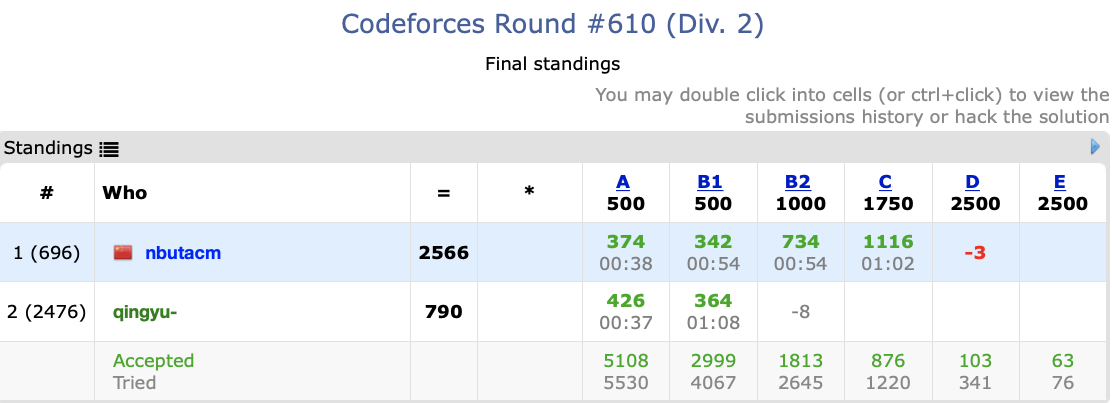 Codeforces Round #610 (Div. 2)
Final standings
You may double click into cells (or ctrl+click) to view the
submissions history or hack the solution
Standings
# Who = * A B1 B2 C D E
500 500 1000 1750 2500 2500
1 (696) nbutacm 2566 374 342 734 1116 -3
00:38 00:54 00:54 01:02
2 (2476) qingyu- 790 426 364 -8
00:37 01:08
Accepted 5108 2999 1813 876 103 63
Tried 5530 4067 2645 1220 341 76